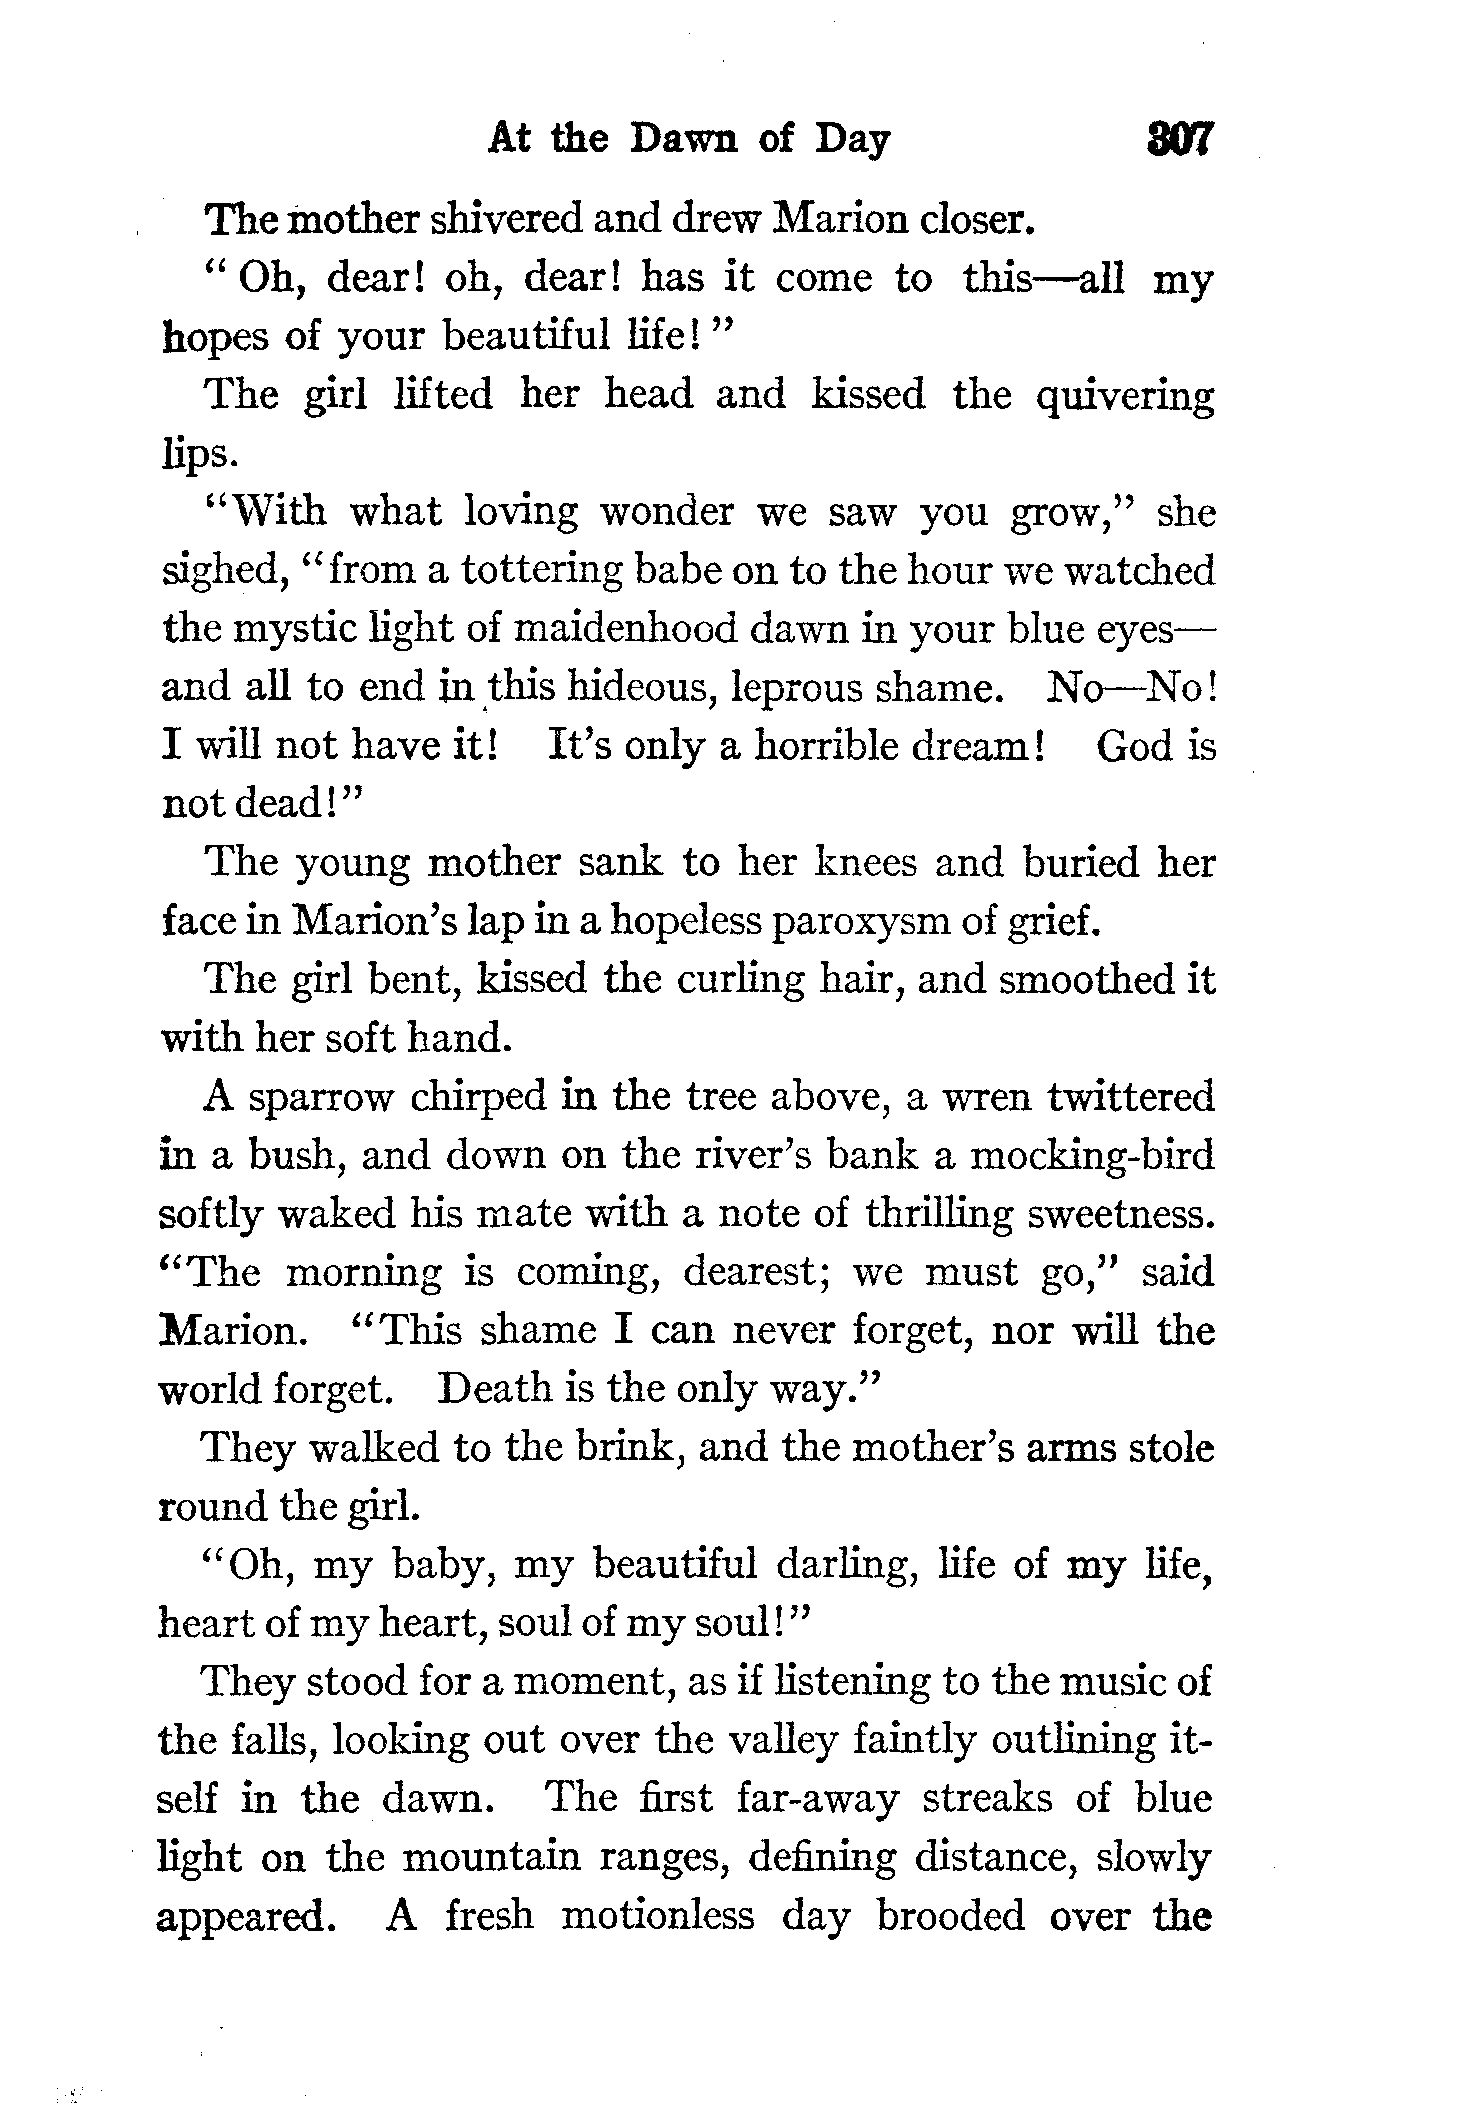 At the Dawn of Day 307
The mother shivered and drew Marion closer.
" Oh, dear! oh, dear! has it come to this—all my
hopes of your beautiful life! "
The girl lifted her head and kissed the quivering
lips.
"With what loving wonder we saw you grow," she
sighed, "from a tottering babe on to the hour we watched
the mystic light of maidenhood dawn in your blue eyes—
and all to end in this hideous, leprous shame. No—No!
I will not have it! It's only a horrible dream! God is
not dead!"
The young mother sank to her knees and buried her
face in Marion's lap in a hopeless paroxysm of grief.
The girl bent, kissed the curling hair, and smoothed it
with her soft hand.
A sparrow chirped in the tree above, a wren twittered
in a bush, and down on the river's bank a mocking-bird
softly waked his mate with a note of thrilling sweetness.
"The morning is coming, dearest; we must go," said
Marion. "This shame I can never forget, nor will the
world forget. Death is the only way."
They walked to the brink, and the mother's arms stole
round the girl.
"Oh, my baby, my beautiful darling, life of my life,
heart of my heart, soul of my soul!"
They stood for a moment, as if listening to the music of
the falls, looking out over the valley faintly outlining it-
self in the dawn. The first far-away streaks of blue
light on the mountain ranges, defining distance, slowly
appeared. A fresh motionless day brooded over the